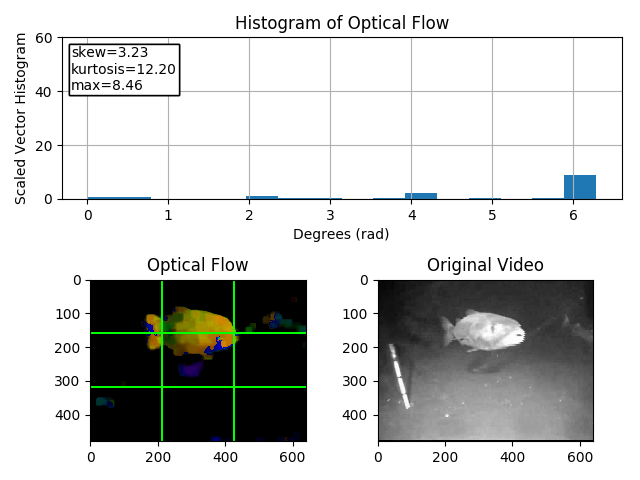 Histogram of Optical Flow
skew=3.23
kurtosis=12.20
max=8.46
Scaled Vector Histogram
60
40
20
0
0 1 2 3 4 5 6
Degrees (rad)
Optical Flow
0
100
200
300
400
0 200 400 600
Original Video
0
100
200
300
400
0 200 400 600